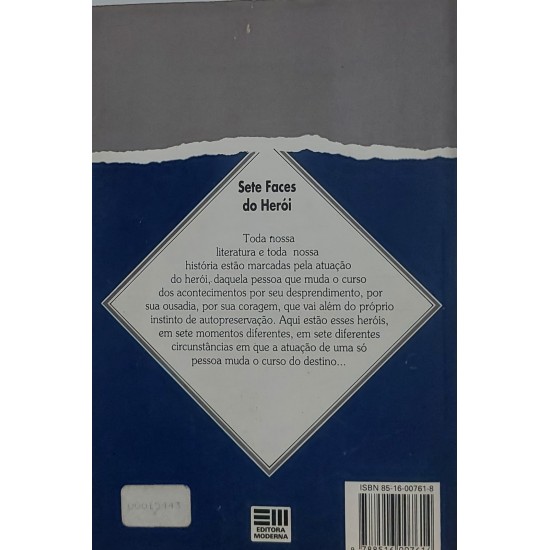 Sete Faces
do Herói
Toda nossa
literatura e toda nossa
história estão marcadas pela atuação
do herói, daquela pessoa que muda o curso
dos acontecimentos por seu desprendimento, por
sua ousadia, por sua coragem, que vai além do próprio
instinto de autopreservação. Aqui estão esses heróis,
em sete momentos diferentes, em sete diferentes
circunstâncias em que a atuação de uma só
pessoa muda o curso do destino...
ISBN 85-16-00761-8
EDITORA
MODERNA